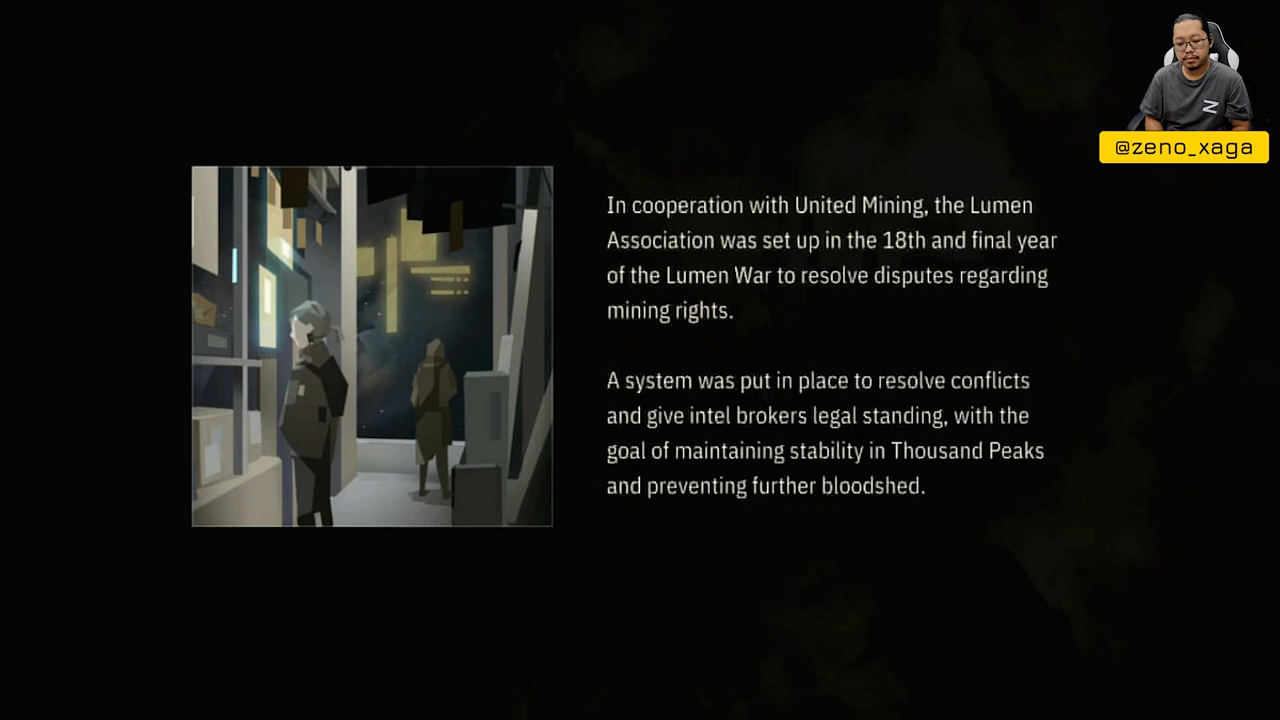 @zeno_xaga
In cooperation with United Mining, the Lumen
Association was set up in the 18th and final year
of the Lumen War to resolve disputes regarding
mining rights.
A system was put in place to resolve conflicts
and give intel brokers legal standing, with the
goal of maintaining stability in Thousand Peaks
and preventing further bloodshed.